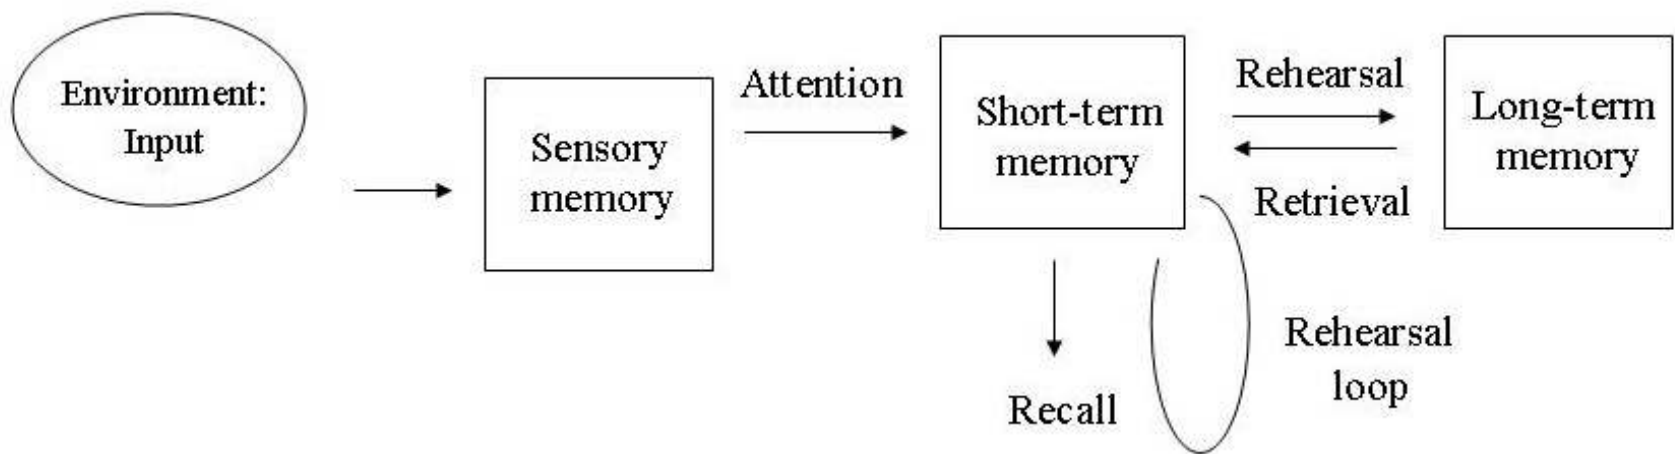 Environment:
Input
Sensory
memory
Attention
Short-term
memory
Rehearsal
Retrieval
Long-term
memory
Recall
Rehearsal
loop